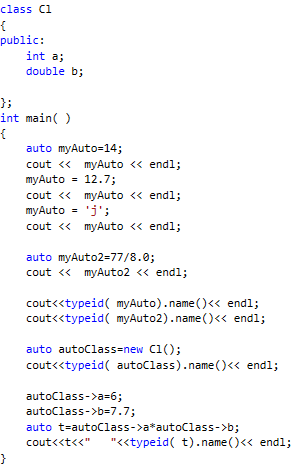 class Cl
{
public:
    int a;
    double b;

};
int main( )
{
    auto myAuto=14;
    cout <<  myAuto << endl;
    myAuto = 12.7;
    cout <<  myAuto << endl;
    myAuto = 'j';
    cout <<  myAuto << endl;

    auto myAuto2=77/8.0;
    cout <<  myAuto2 << endl;

    cout<<typeid( myAuto).name()<< endl;
    cout<<typeid( myAuto2).name()<< endl;

    auto autoClass=new Cl();
    cout<<typeid( autoClass).name()<< endl;

    autoClass->a=6;
    autoClass->b=7.7;
    auto t=autoClass->a*autoClass->b;
    cout<<t<<"   "<<typeid( t).name()<< endl;
}